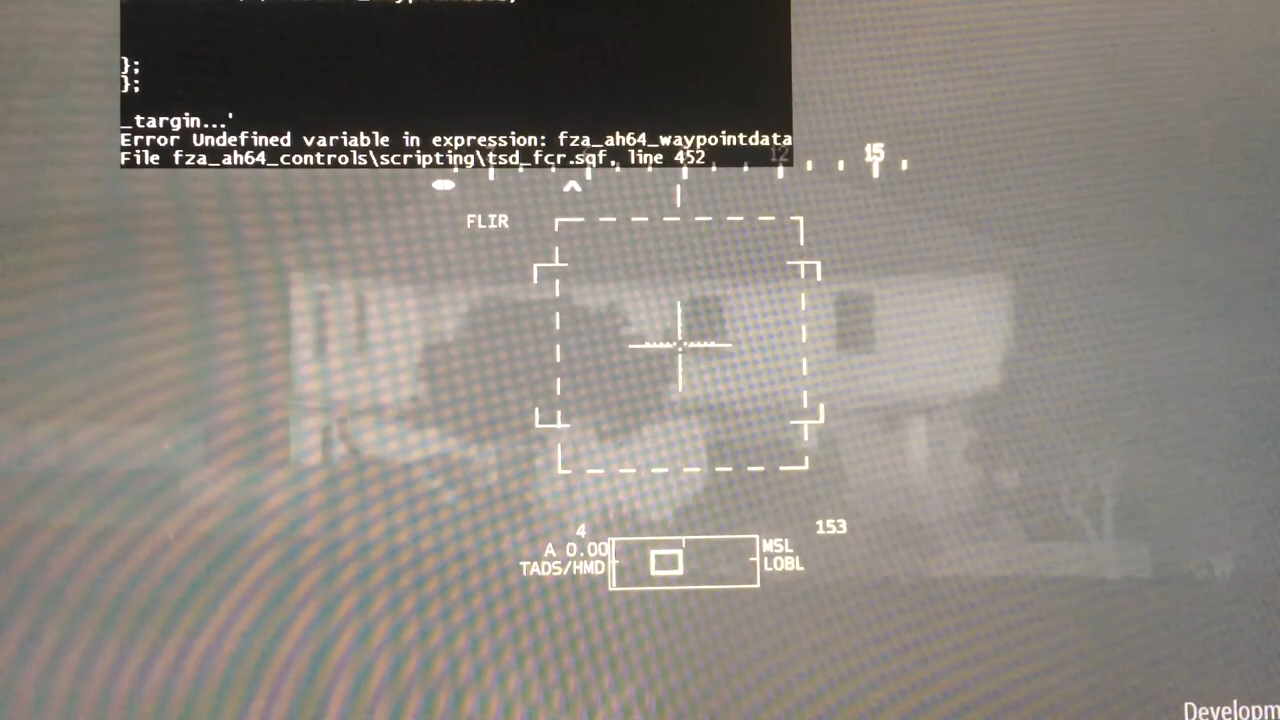 };
};
_targin...'
Error Undefined variable in expression: fza_ah64_waypointdata
File fza_ah64_controls\scripting\tsd_fcr.sqf, line 452
12
15
FLIR
4
153
A 0.00
MSL
TADS/HMD
LOBL
Developm